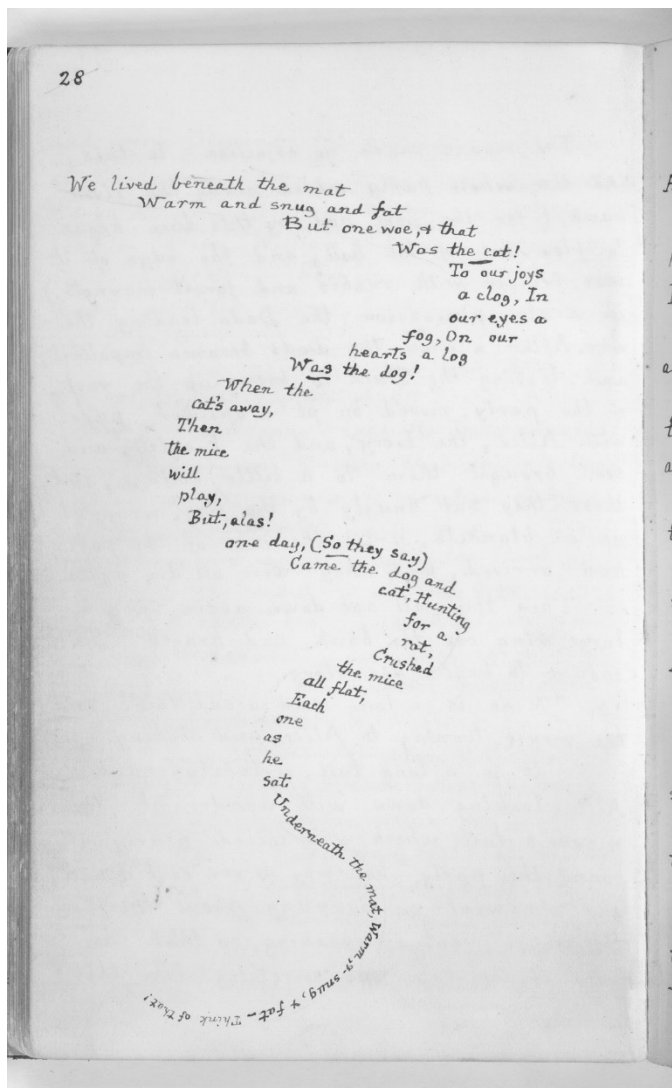 28
We lived beneath the mat
Warm and snug and fat
But one woe, & that
Was the cat!
To our joys
a clog, In
our eyes a
fog, On our
hearts a log
Was the dog!
When the
cat's away,
Then
the mice
will
play,
But, alas!
one day, (So they say)
Came the dog and
cat, Hunting
for a
rat,
Crushed
the mice
all flat,
Each
one
as
he
sat
Underneath the mat, Warm, & snug, & fat – Think of that!